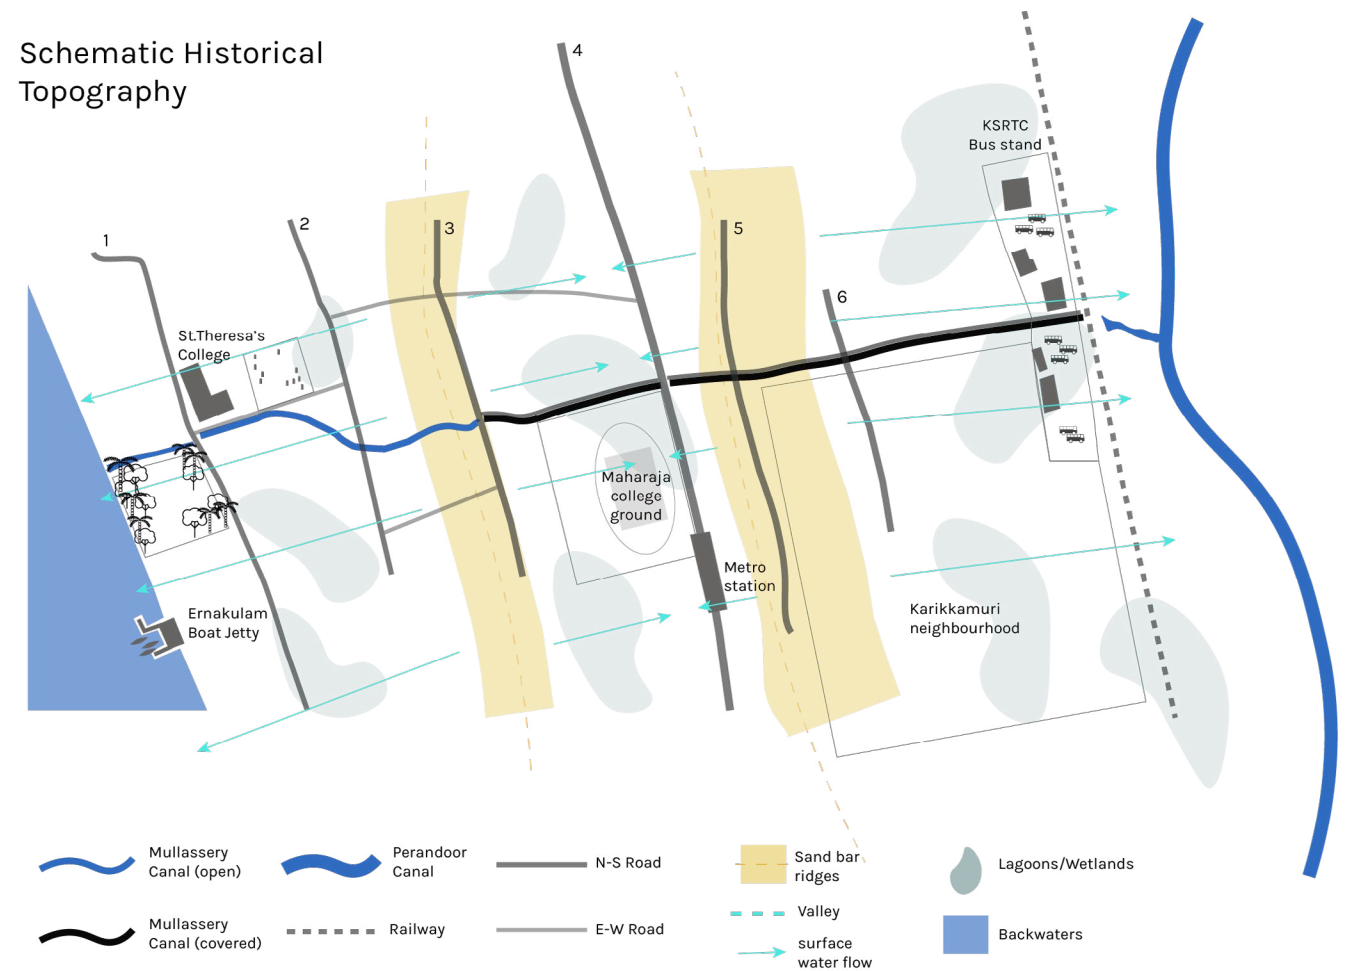 Schematic Historical
Topography
1
2
3
4
5
6
KSRTC
Bus stand
St.Theresa's
College
Maharaja
college
ground
Metro
station
Ernakulam
Boat Jetty
Karikkamuri
neighbourhood
Mullassery
Canal (open)
Perandoor
Canal
N-S Road
Sand bar
ridges
Lagoons/Wetlands
Mullassery
Canal (covered)
Railway
E-W Road
Valley
surface
water flow
Backwaters